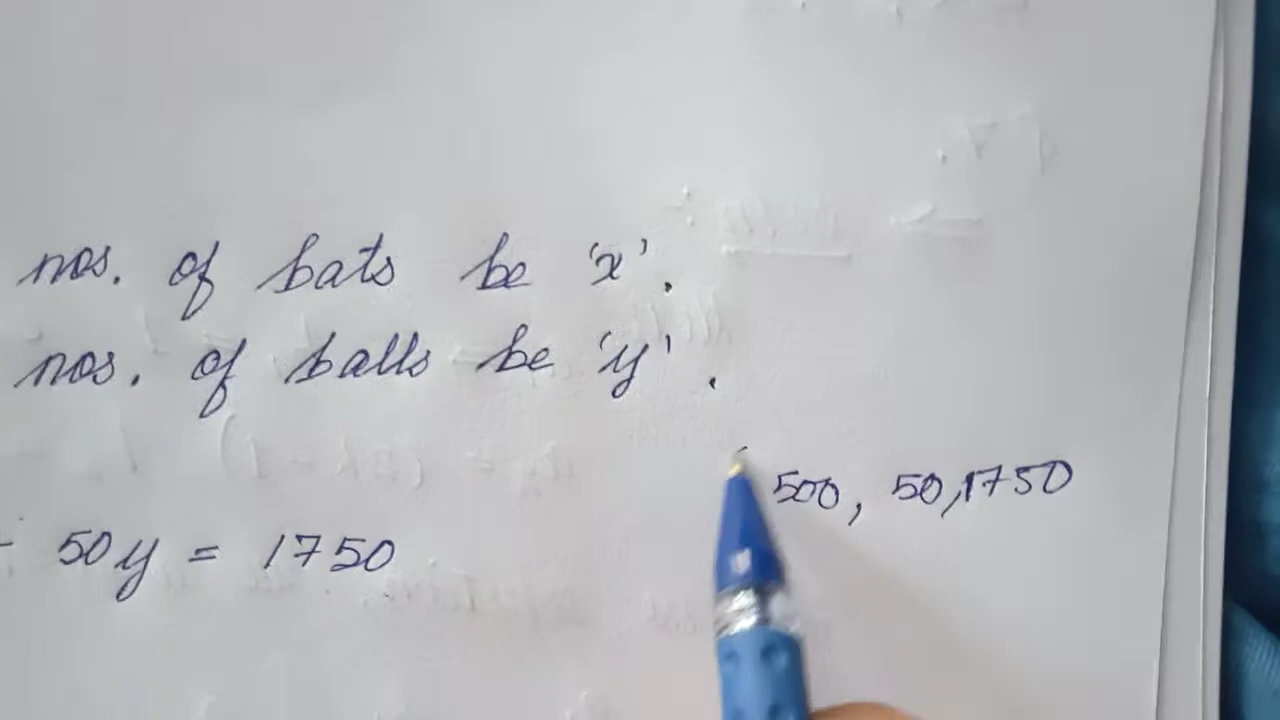 nos. of bats be 'x'.
nos. of balls be 'y'.
500, 50, 1750
- 50y = 1750